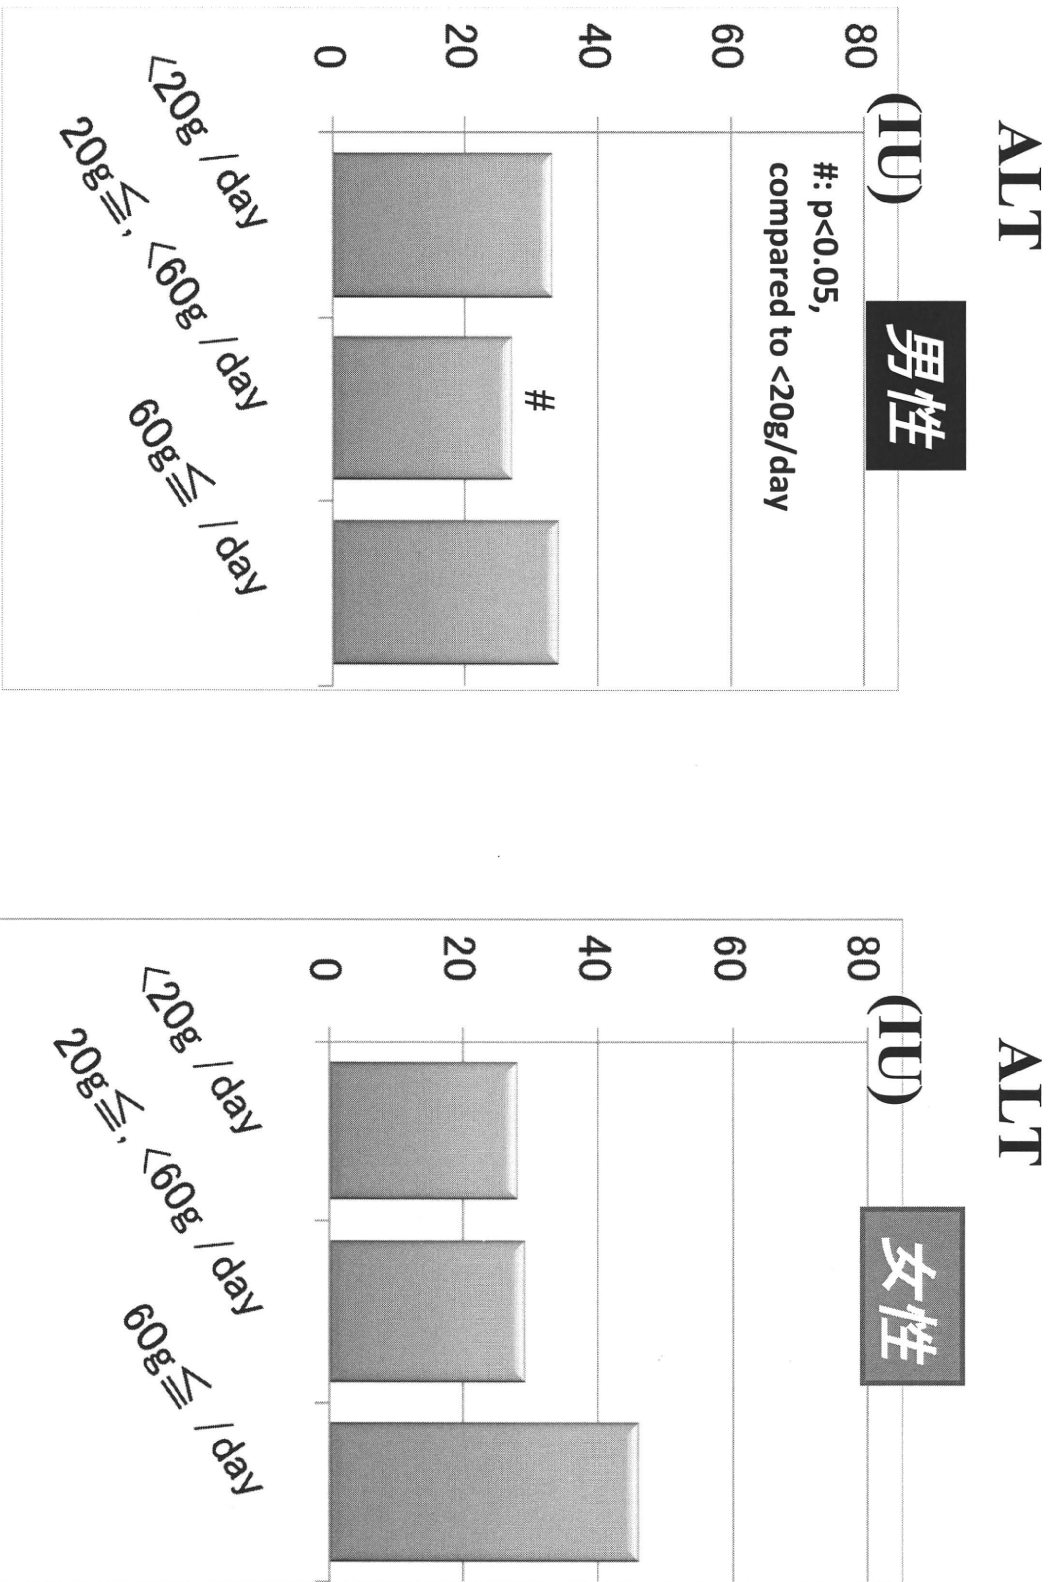 ALT
(IU)
男性
80
60
40
20
0
#: p<0.05,
compared to <20g/day
#
<20g /day
20g≦, <60g /day
60g≦ /day
ALT
(IU)
女性
80
60
40
20
0
<20g /day
20g≦, <60g /day
60g≦ /day